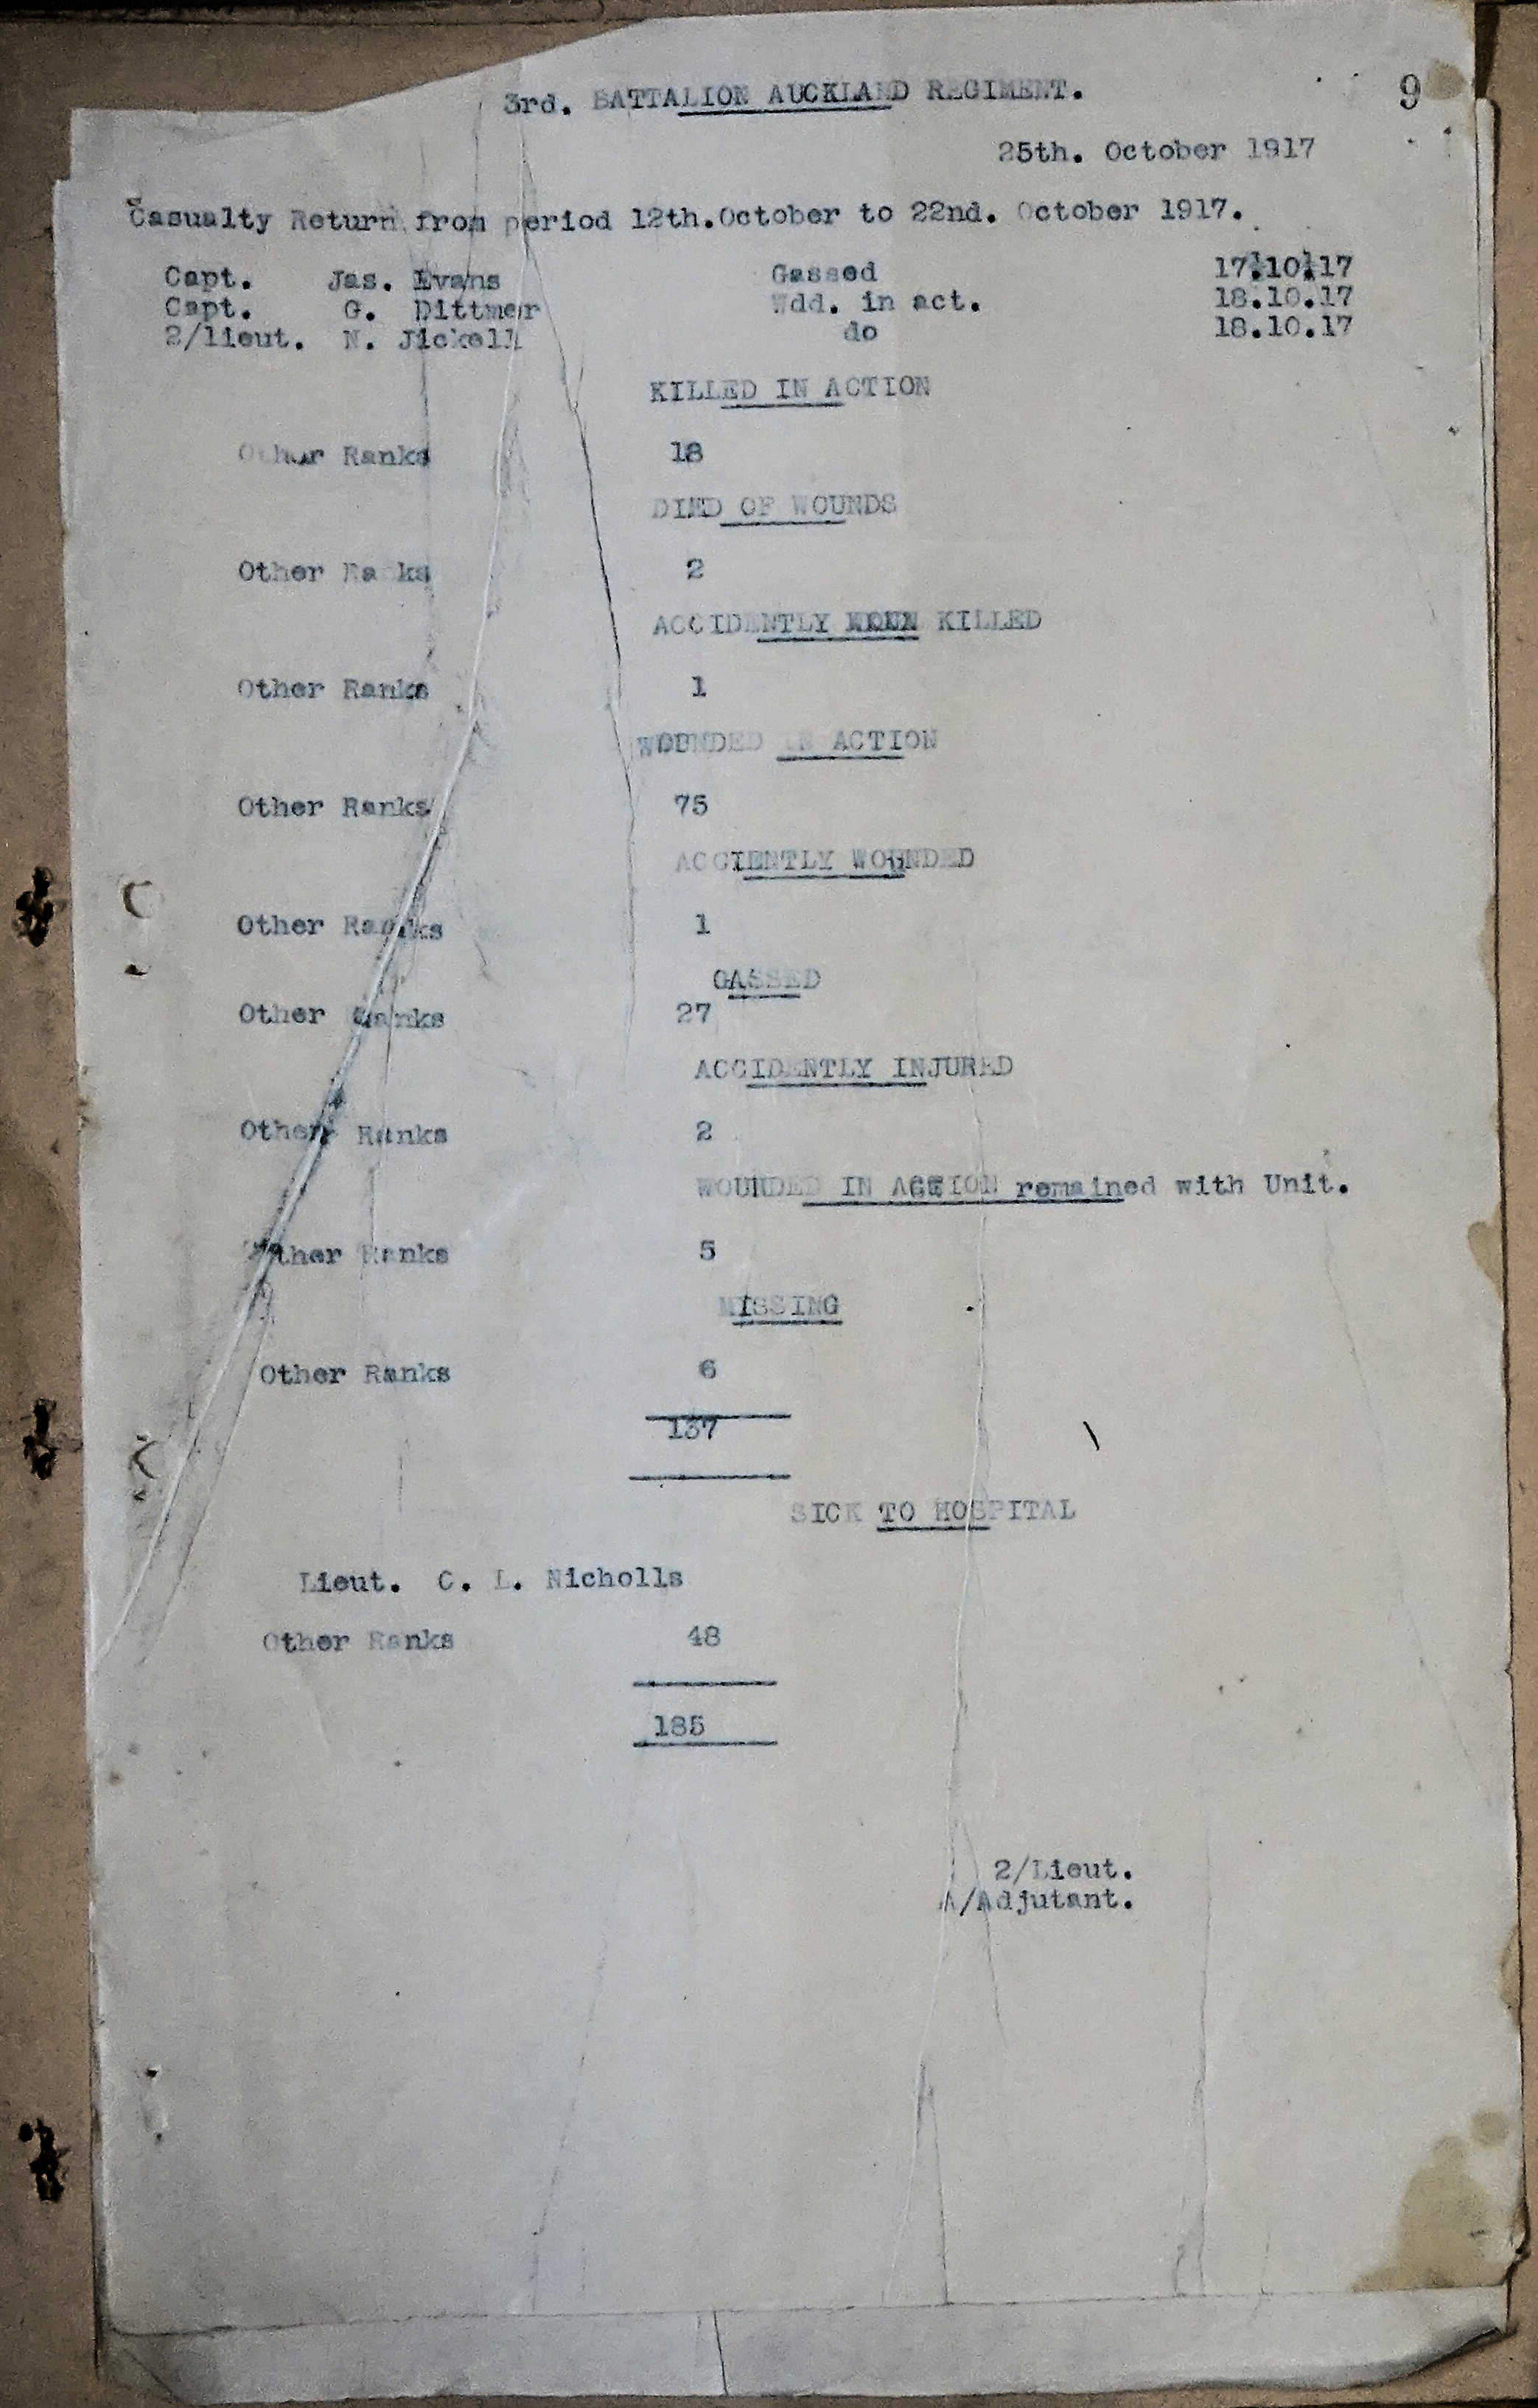 9
3rd. BATTALION AUCKLAND REGIMENT.
25th. October 1917
Casualty Return from period 12th.October to 22nd. October 1917.
Capt. Jas. Evans Gassed 17.10.17
Capt. G. Dittmer Wdd. in act. 18.10.17
2/lieut. N. Jickell do 18.10.17
KILLED IN ACTION
Other Ranks 18
DIED OF WOUNDS
Other Ranks 2
ACCIDENTLY KILLED
Other Ranks 1
WOUNDED IN ACTION
Other Ranks 75
ACCIENTLY WOUNDED
Other Ranks 1
GASSED
Other Ranks 27
ACCIDENTLY INJURED
Other Ranks 2
WOUNDED IN ACTION remained with Unit.
Other Ranks 5
MISSING
Other Ranks 6
137
SICK TO HOSPITAL
Lieut. C. L. Nicholls
Other Ranks 48
185
2/Lieut.
A/Adjutant.